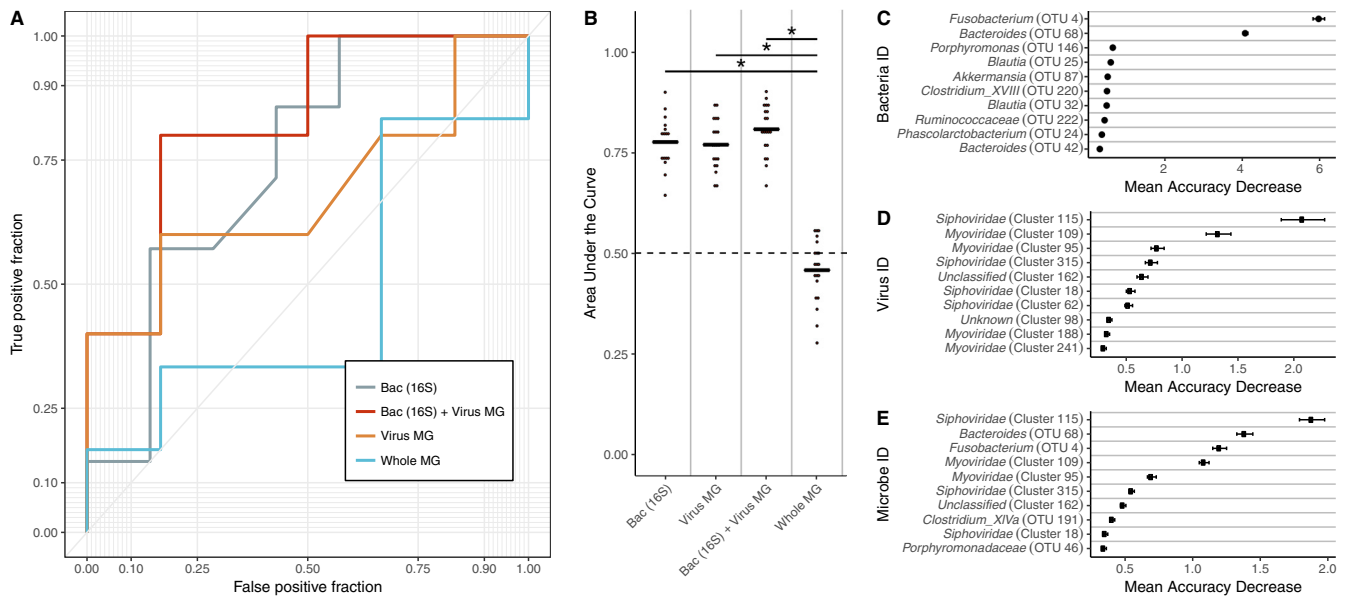 A
True positive fraction
1.00
0.90
0.75
0.50
0.25
0.10
0.00
0.00 0.10 0.25 0.50 0.75 0.90 1.00
False positive fraction
Bac (16S)
Bac (16S) + Virus MG
Virus MG
Whole MG
B
Area Under the Curve
1.00
0.75
0.50
0.25
0.00
*
*
*
Bac (16S)
Virus MG
Bac (16S) + Virus MG
Whole MG
C
Bacteria ID
Fusobacterium (OTU 4)
Bacteroides (OTU 68)
Porphyromonas (OTU 146)
Blautia (OTU 25)
Akkermansia (OTU 87)
Clostridium_XVIII (OTU 220)
Blautia (OTU 32)
Ruminococcaceae (OTU 222)
Phascolarctobacterium (OTU 24)
Bacteroides (OTU 42)
2 4 6
Mean Accuracy Decrease
D
Virus ID
Siphoviridae (Cluster 115)
Myoviridae (Cluster 109)
Myoviridae (Cluster 95)
Siphoviridae (Cluster 315)
Unclassified (Cluster 162)
Siphoviridae (Cluster 18)
Siphoviridae (Cluster 62)
Unknown (Cluster 98)
Myoviridae (Cluster 188)
Myoviridae (Cluster 241)
0.5 1.0 1.5 2.0
Mean Accuracy Decrease
E
Microbe ID
Siphoviridae (Cluster 115)
Bacteroides (OTU 68)
Fusobacterium (OTU 4)
Myoviridae (Cluster 109)
Myoviridae (Cluster 95)
Siphoviridae (Cluster 315)
Unclassified (Cluster 162)
Clostridium_XIVa (OTU 191)
Siphoviridae (Cluster 18)
Porphyromonadaceae (OTU 46)
0.5 1.0 1.5 2.0
Mean Accuracy Decrease